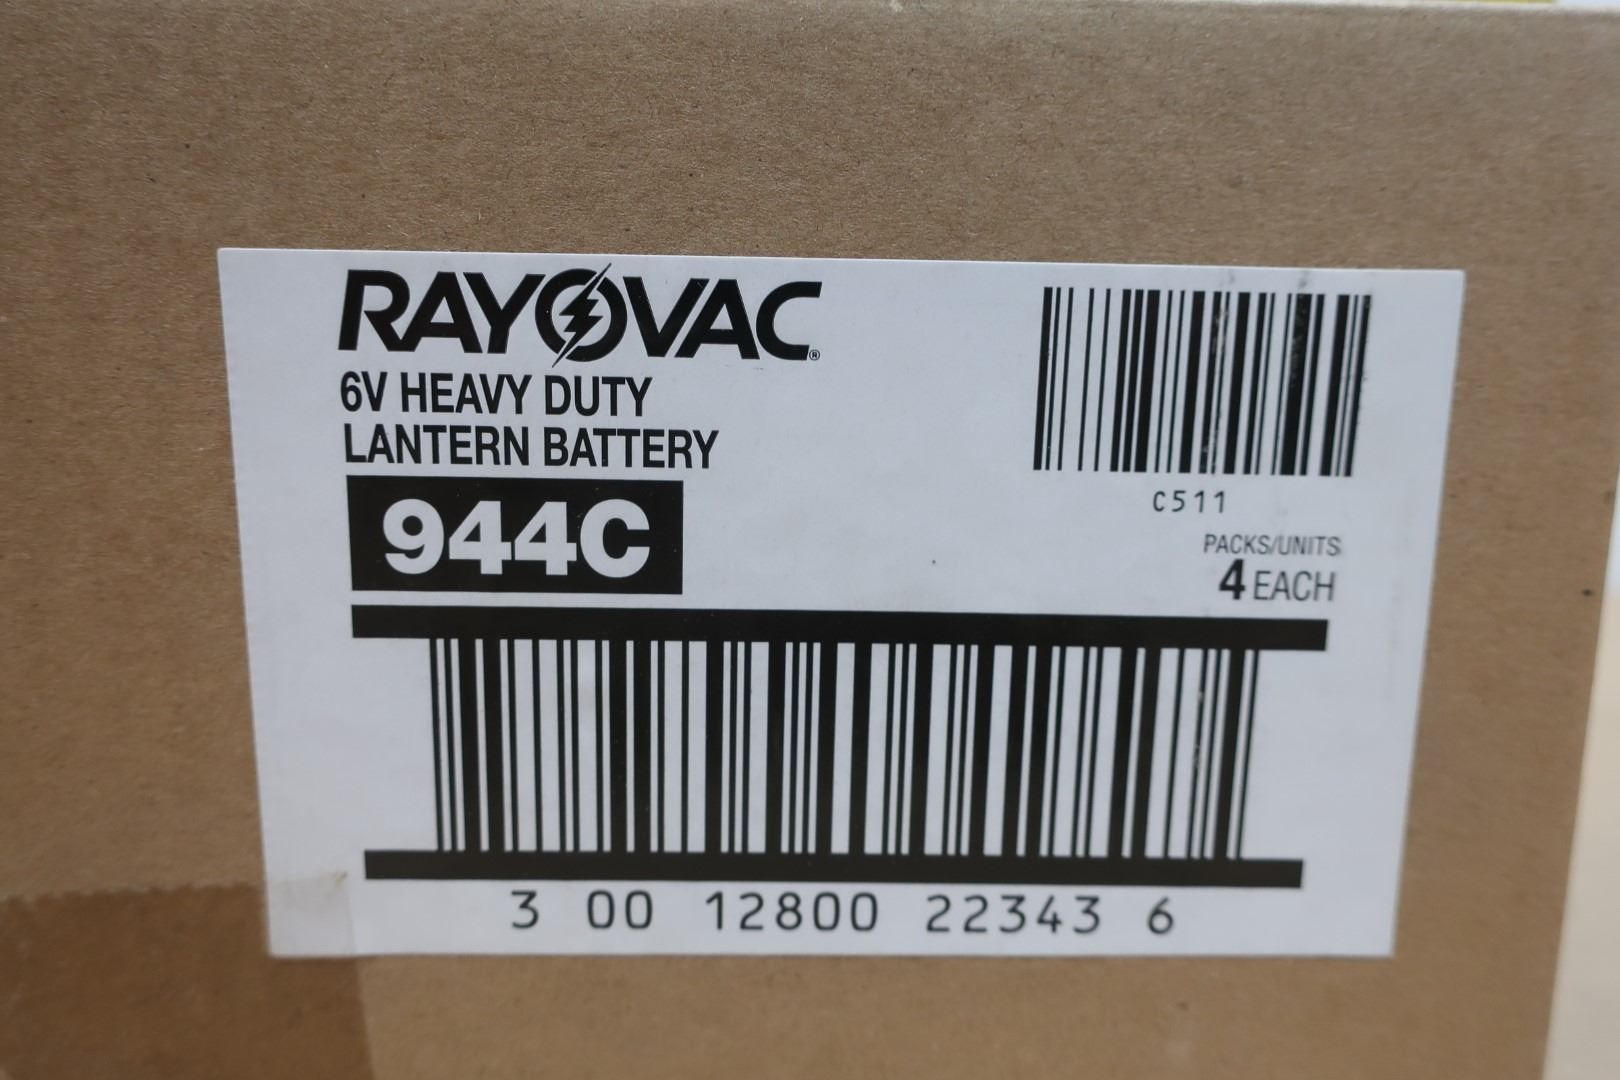 RAYOVAC®
6V HEAVY DUTY
LANTERN BATTERY
944C
C511
PACKS/UNITS
4 EACH
3 00 12800 22343 6